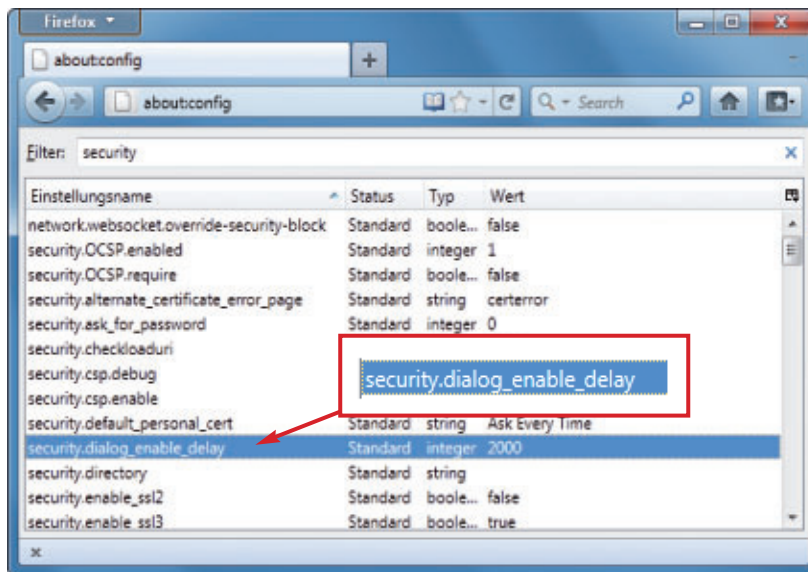 Firefox
about:config
about:config
Search
Filter: security
Einstellungsname Status Typ Wert
network.websocket.override-security-block Standard boole... false
security.OCSP.enabled Standard integer 1
security.OCSP.require Standard boole... false
security.alternate_certificate_error_page Standard string certerror
security.ask_for_password Standard integer 0
security.checkloaduri
security.csp.debug
security.dialog_enable_delay
security.csp.enable
security.default_personal_cert Standard string Ask Every Time
security.dialog_enable_delay Standard integer 2000
security.directory Standard string
security.enable_ssl2 Standard boole... false
security.enable_ssl3 Standard boole... true